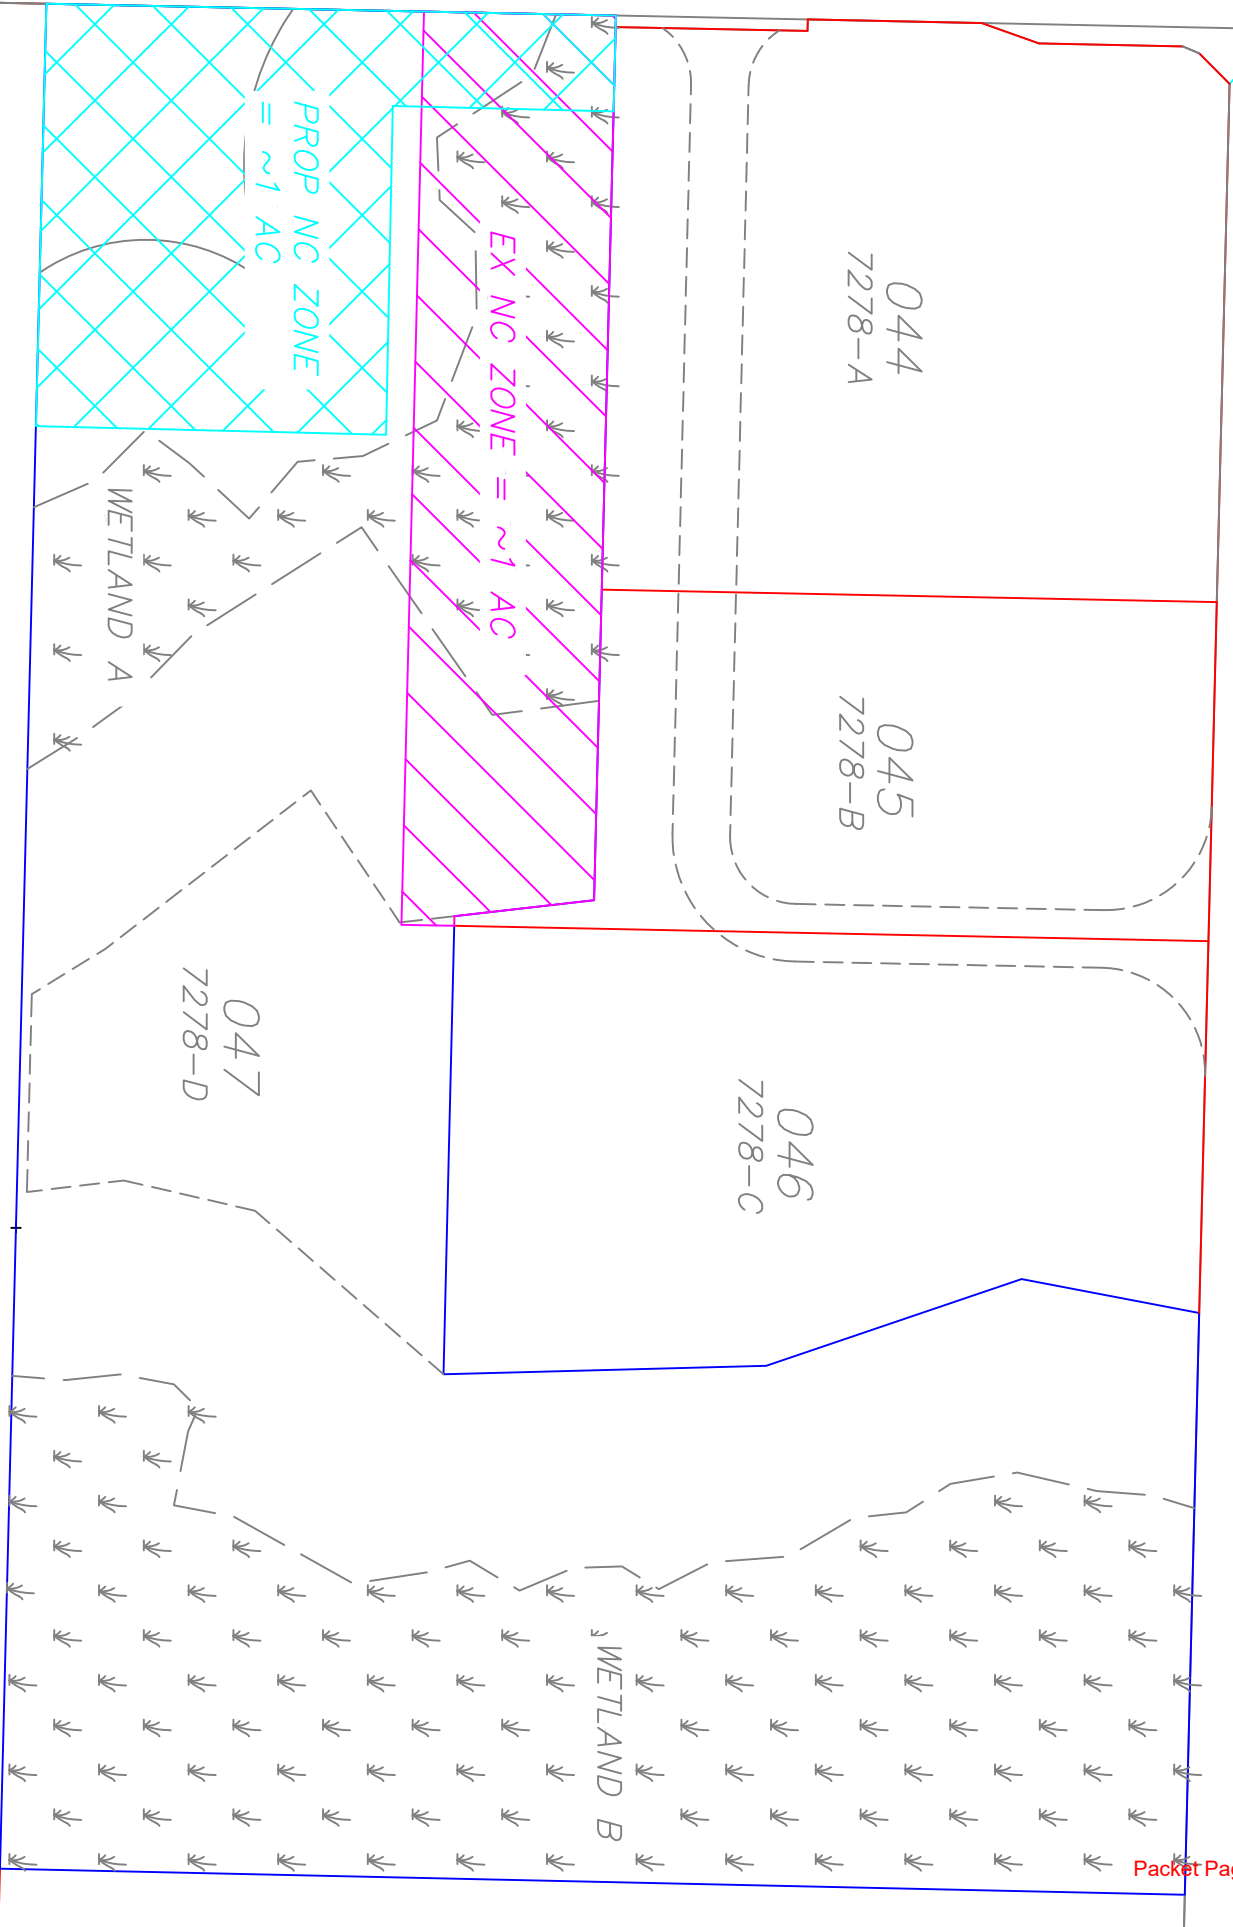 PROP NC ZONE
= ~1 AC
EX NC ZONE = ~1 AC
044
7278-A
WETLAND A
045
7278-B
047
7278-D
046
7278-C
WETLAND B
Packet